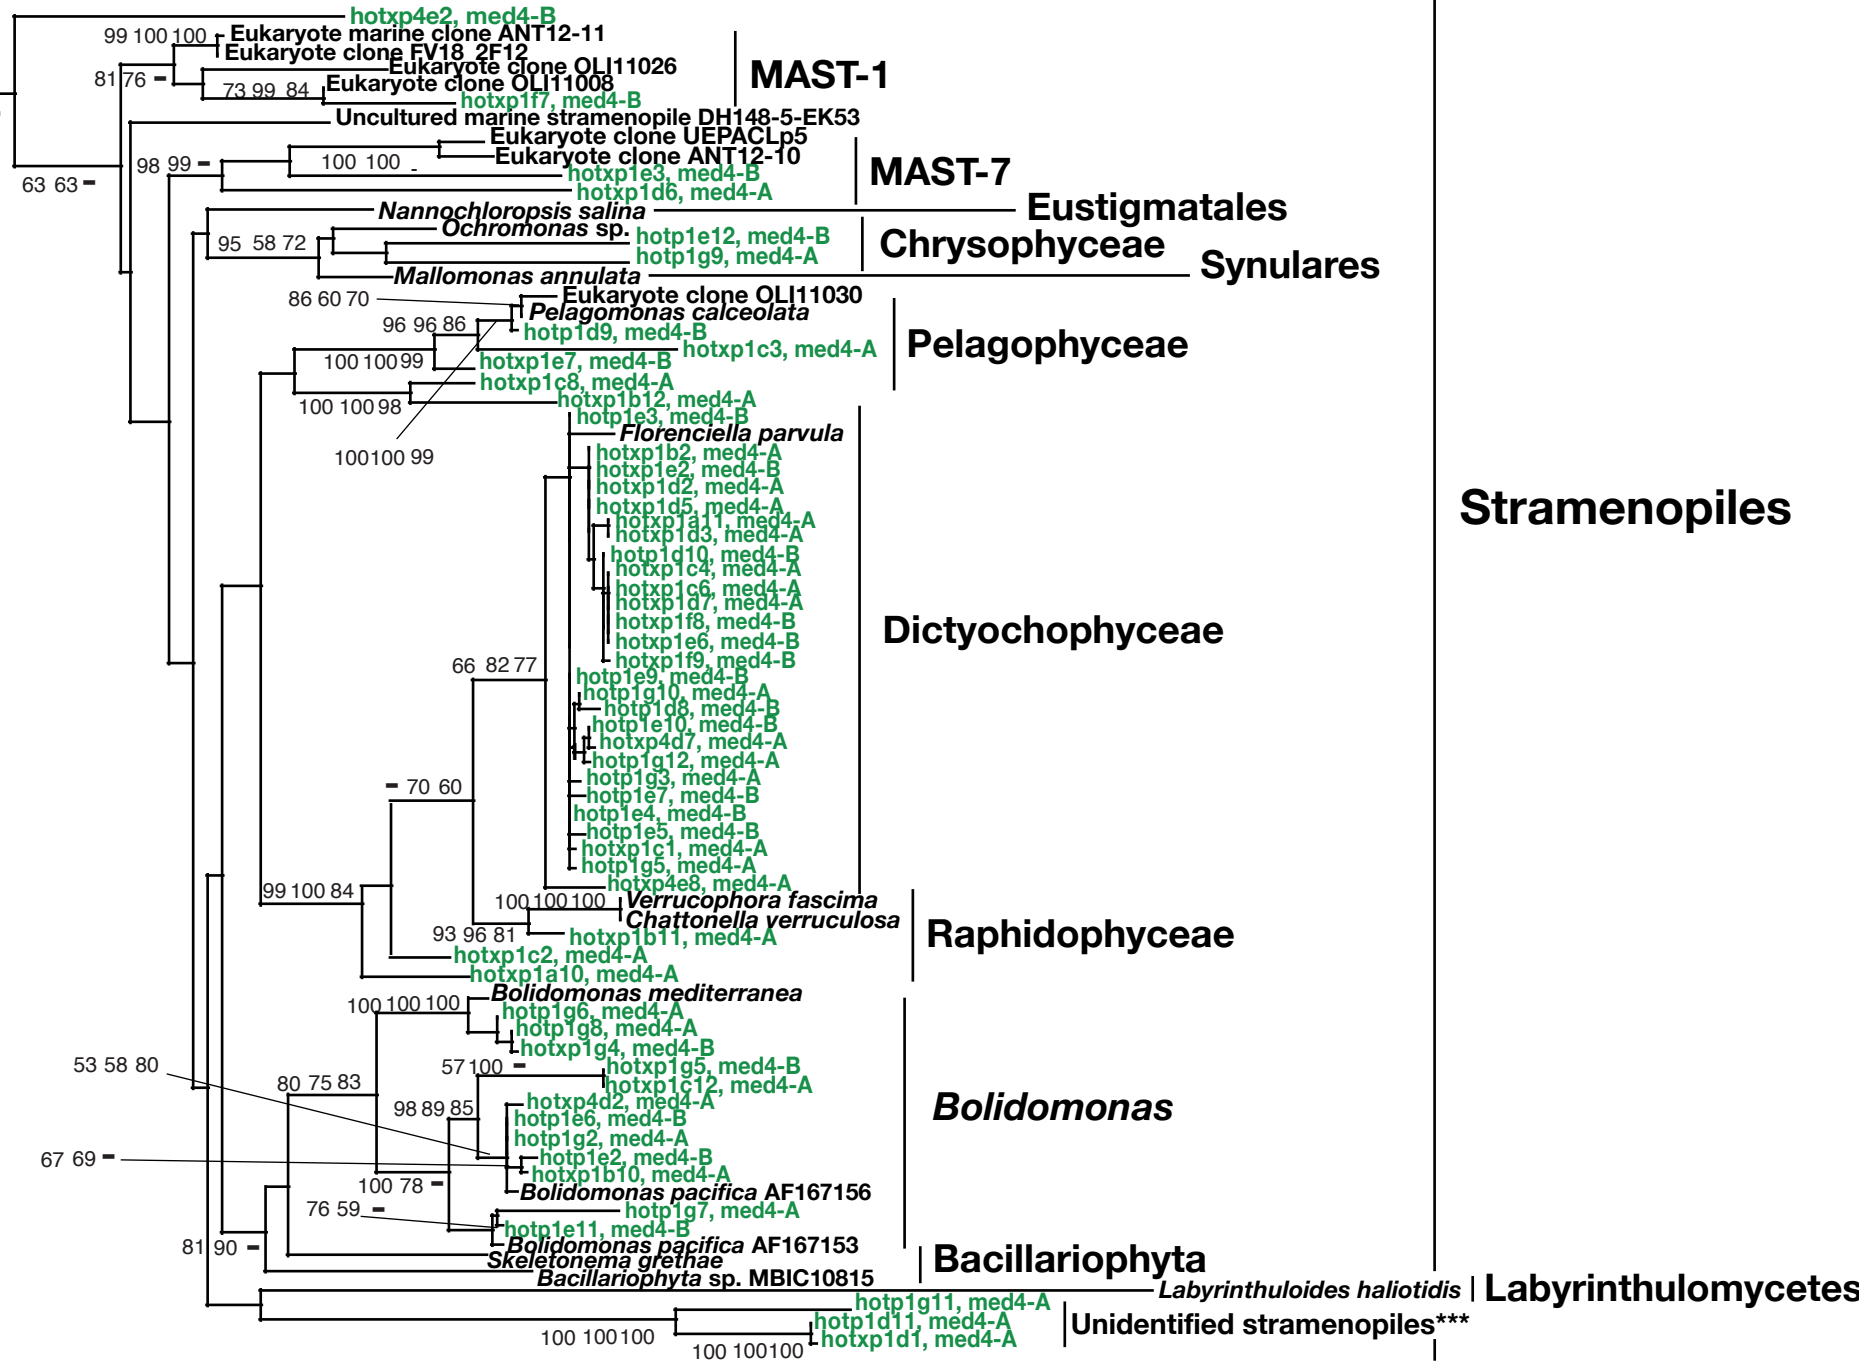 hotxp4e2, med4-B
99 100 100
Eukaryote marine clone ANT12-11
Eukaryote clone FV18_2F12
Eukaryote clone OLI11026
81 76 -
73 99 84
Eukaryote clone OLI11008
hotxp1f7, med4-B
MAST-1
Uncultured marine stramenopile DH148-5-EK53
Eukaryote clone UEPACLp5
Eukaryote clone ANT12-10
98 99 -
100 100 -
hotxp1e3, med4-B
hotxp1d6, med4-A
MAST-7
63 63 -
Nannochloropsis salina
Eustigmatales
Ochromonas sp.
hotp1e12, med4-B
95 58 72
hotp1g9, med4-A
Chrysophyceae
Mallomonas annulata
Synulares
86 60 70
Eukaryote clone OLI11030
Pelagomonas calceolata
96 96 86
hotp1d9, med4-B
hotxp1c3, med4-A
Pelagophyceae
100 100 99
hotxp1e7, med4-B
hotxp1c8, med4-A
100 100 98
hotxp1b12, med4-A
hotp1e3, med4-B
Florenciella parvula
100 100 99
hotxp1b2, med4-A
hotxp1e2, med4-B
hotxp1d2, med4-A
hotxp1d5, med4-A
Stramenopiles
hotxp1a11, med4-A
hotxp1d3, med4-A
hotp1d10, med4-B
hotxp1c4, med4-A
hotxp1c6, med4-A
hotxp1d7, med4-A
hotxp1f8, med4-B
Dictyochophyceae
hotxp1e6, med4-B
hotxp1f9, med4-B
66 82 77
hotp1e9, med4-B
hotp1g10, med4-A
hotp1d8, med4-B
hotp1e10, med4-B
hotxp4d7, med4-A
hotp1g12, med4-A
hotp1g3, med4-A
- 70 60
hotp1e7, med4-B
hotp1e4, med4-B
hotp1e5, med4-B
hotxp1c1, med4-A
hotp1g5, med4-A
hotxp4e8, med4-A
99 100 84
100 100 100
Verrucophora fascima
Chattonella verruculosa
93 96 81
hotxp1b11, med4-A
Raphidophyceae
hotxp1c2, med4-A
hotxp1a10, med4-A
Bolidomonas mediterranea
100 100 100
hotp1g6, med4-A
hotp1g8, med4-A
hotxp1g4, med4-B
53 58 80
57 100 -
hotxp1g5, med4-B
80 75 83
hotxp1c12, med4-A
98 89 85
hotxp4d2, med4-A
Bolidomonas
hotp1e6, med4-B
hotp1g2, med4-A
67 69 -
hotp1e2, med4-B
hotxp1b10, med4-A
100 78 -
Bolidomonas pacifica AF167156
76 59 -
hotp1g7, med4-A
hotp1e11, med4-B
81 90 -
Bolidomonas pacifica AF167153
Skeletonema grethae
Bacillariophyta
Bacillariophyta sp. MBIC10815
Labyrinthuloides haliotidis
Labyrinthulomycetes
hotp1g11, med4-A
hotp1d11, med4-A
Unidentified stramenopiles***
100 100 100
hotxp1d1, med4-A
100 100 100